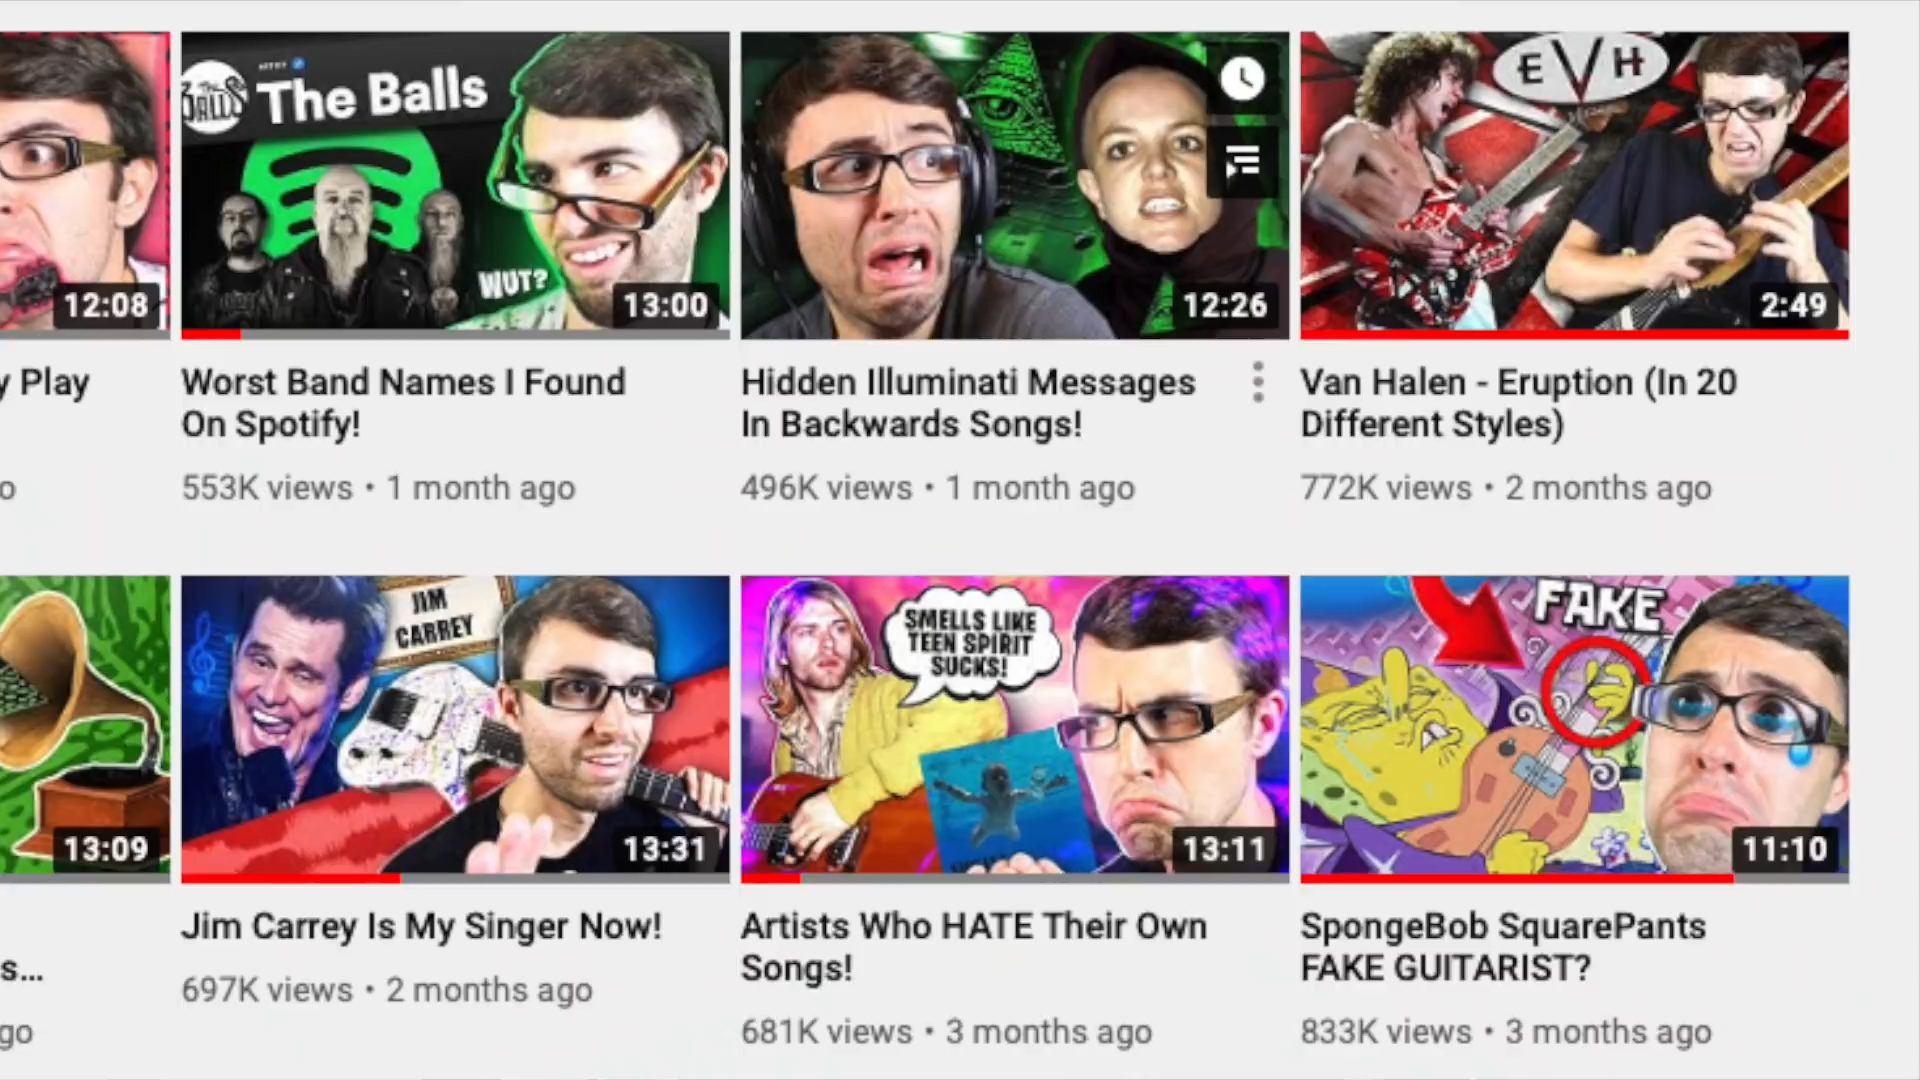 THE
BALLS
The Balls
WUT?
12:08
13:00
12:26
EVH
2:49
y Play
Worst Band Names I Found
On Spotify!
Hidden Illuminati Messages
In Backwards Songs!
Van Halen - Eruption (In 20
Different Styles)
o
553K views • 1 month ago
496K views • 1 month ago
772K views • 2 months ago
13:09
JIM
CARREY
13:31
SMELLS LIKE
TEEN SPIRIT
SUCKS!
13:11
FAKE
11:10
s...
Jim Carrey Is My Singer Now!
Artists Who HATE Their Own
Songs!
SpongeBob SquarePants
FAKE GUITARIST?
go
697K views • 2 months ago
681K views • 3 months ago
833K views • 3 months ago